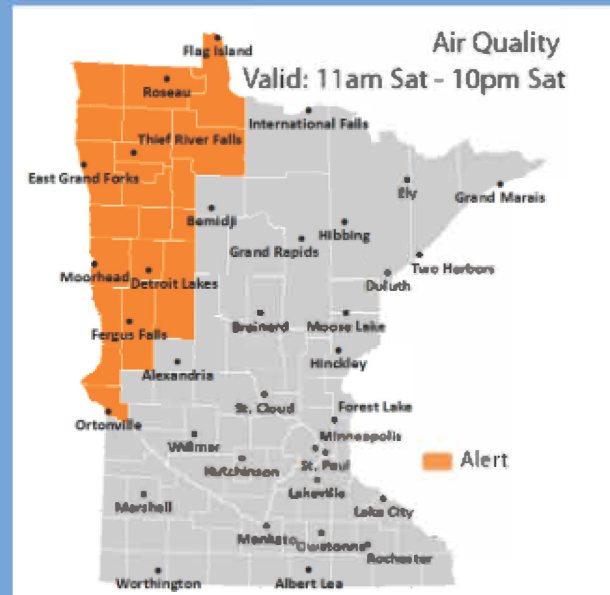 Air Quality
Valid: 11am Sat - 10pm Sat
Flag Island
Roseau
International Falls
Thief River Falls
East Grand Forks
Ely
Grand Marais
Bemidji
Hibbing
Grand Rapids
Two Harbors
Moorhead
Detroit Lakes
Duluth
Fergus Falls
Brainerd
Moose Lake
Hinckley
Alexandria
St. Cloud
Forest Lake
Ortonville
Minneapolis
Willmar
St. Paul
Alert
Hutchinson
Lakeville
Marshall
Lake City
Mankato
Owatonna
Rochester
Worthington
Albert Lea